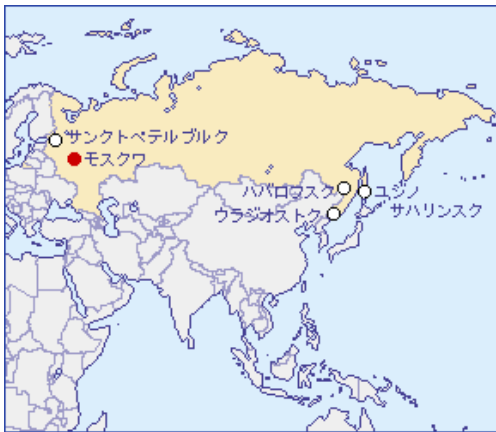 サンクトペテルブルク
モスクワ
ハバロフスク
ユジノ
サハリンスク
ウラジオストク